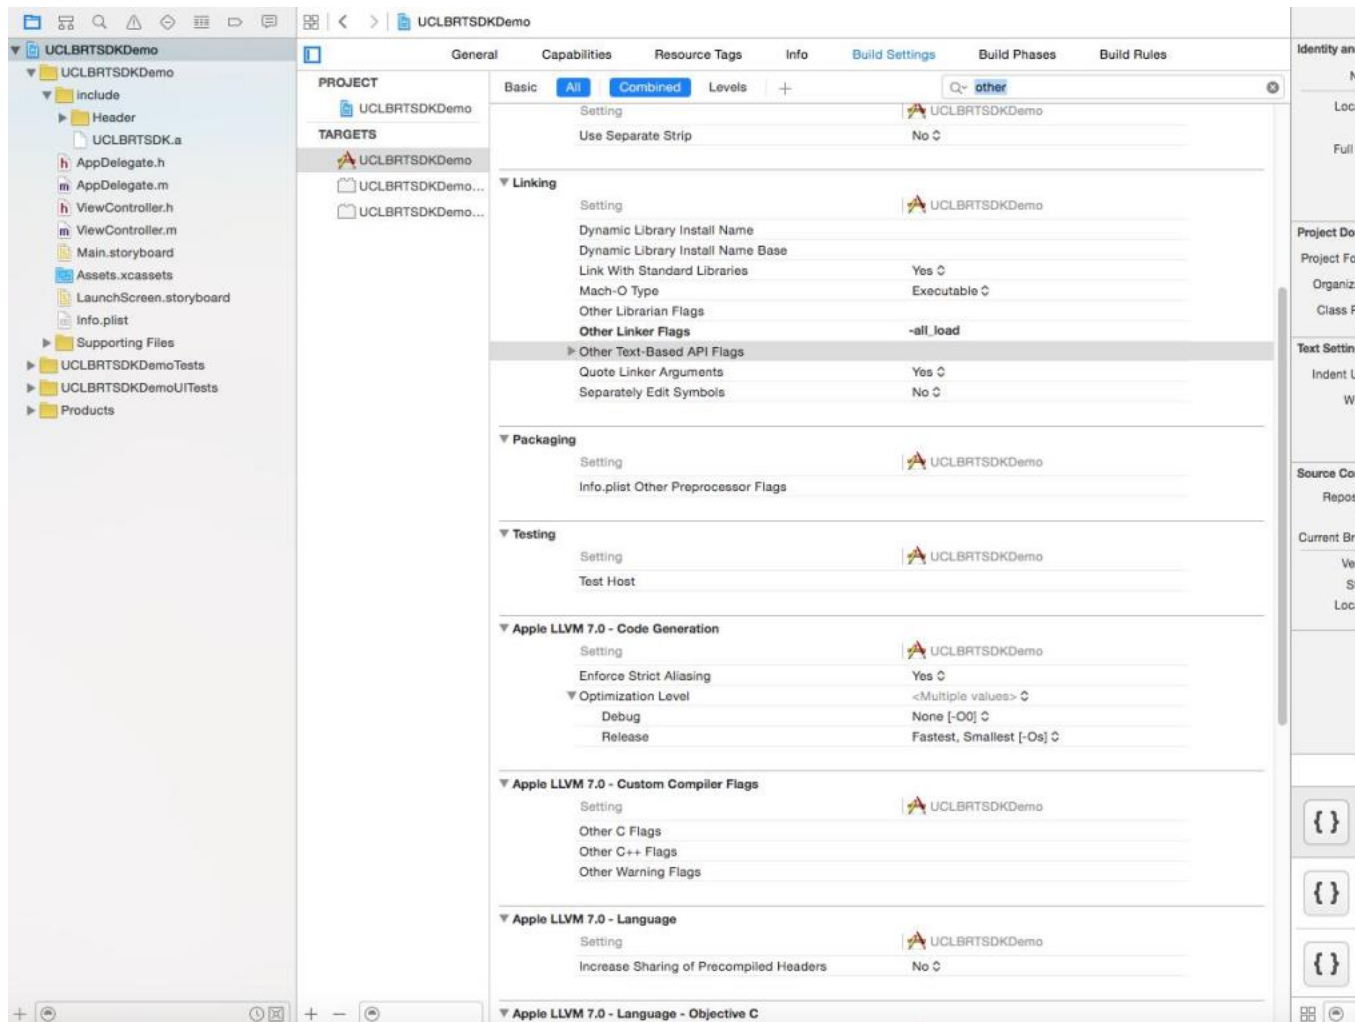 UCLBRTSDKDemo
UCLBRTSDKDemo
UCLBRTSDKDemo
include
Header
UCLBRTSDK.a
AppDelegate.h
AppDelegate.m
ViewController.h
ViewController.m
Main.storyboard
Assets.xcassets
LaunchScreen.storyboard
Info.plist
Supporting Files
UCLBRTSDKDemoTests
UCLBRTSDKDemoUITests
Products
General Capabilities Resource Tags Info Build Settings Build Phases Build Rules
PROJECT
UCLBRTSDKDemo
TARGETS
UCLBRTSDKDemo
UCLBRTSDKDemo...
UCLBRTSDKDemo...
Basic All Combined Levels + other
Setting UCLBRTSDKDemo
Use Separate Strip No
Linking
Setting UCLBRTSDKDemo
Dynamic Library Install Name
Dynamic Library Install Name Base
Link With Standard Libraries Yes
Mach-O Type Executable
Other Librarian Flags
Other Linker Flags -all_load
Other Text-Based API Flags
Quote Linker Arguments Yes
Separately Edit Symbols No
Packaging
Setting UCLBRTSDKDemo
Info.plist Other Preprocessor Flags
Testing
Setting UCLBRTSDKDemo
Test Host
Apple LLVM 7.0 - Code Generation
Setting UCLBRTSDKDemo
Enforce Strict Aliasing Yes
Optimization Level <Multiple values>
Debug None [-O0]
Release Fastest, Smallest [-Os]
Apple LLVM 7.0 - Custom Compiler Flags
Setting UCLBRTSDKDemo
Other C Flags
Other C++ Flags
Other Warning Flags
Apple LLVM 7.0 - Language
Setting UCLBRTSDKDemo
Increase Sharing of Precompiled Headers No
Apple LLVM 7.0 - Language - Objective C
Identity an
N
Loc
Full
Project Do
Project Fo
Organiz
Class P
Text Settin
Indent U
W
Source Co
Repos
Current Br
Ve
S
Loc
{ }
{ }
{ }